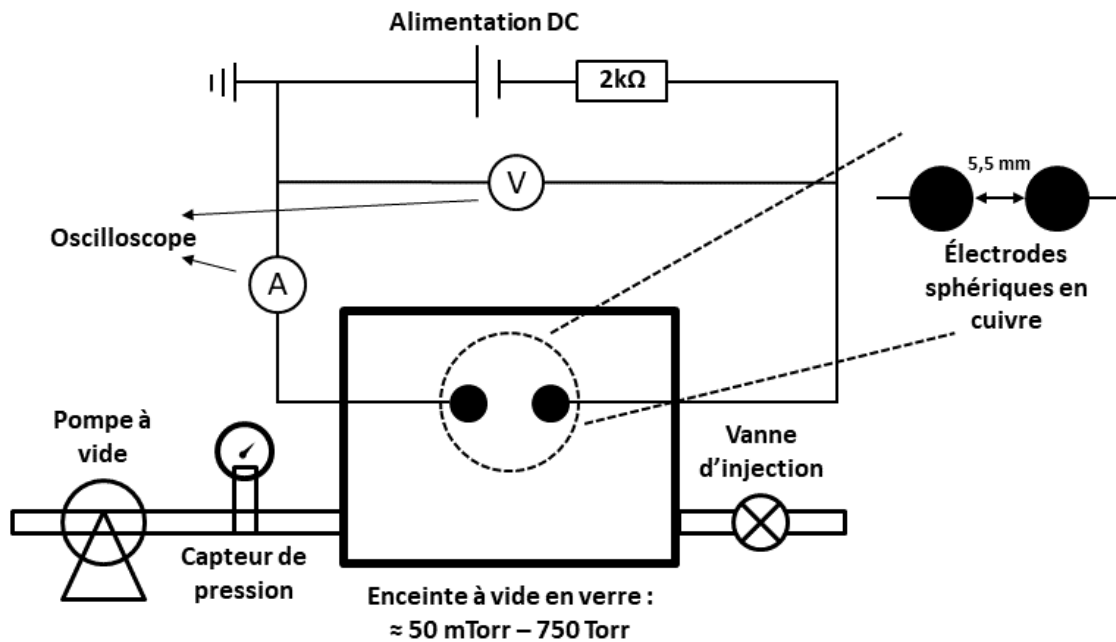 Alimentation DC
2kΩ
V
5,5 mm
Oscilloscope
A
Électrodes
sphériques en
cuivre
Pompe à
vide
Vanne
d'injection
Capteur de
pression
Enceinte à vide en verre :
≈ 50 mTorr – 750 Torr